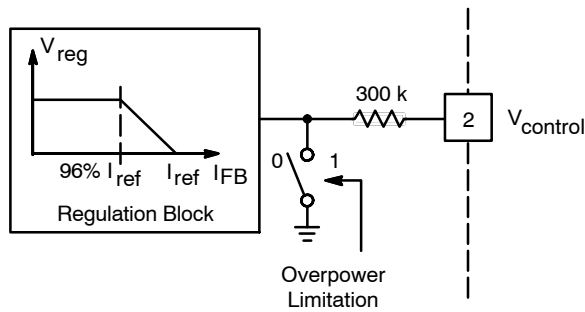 V_reg
96% I_ref
I_ref
I_FB
Regulation Block
300 k
2
V_control
0
1
Overpower
Limitation